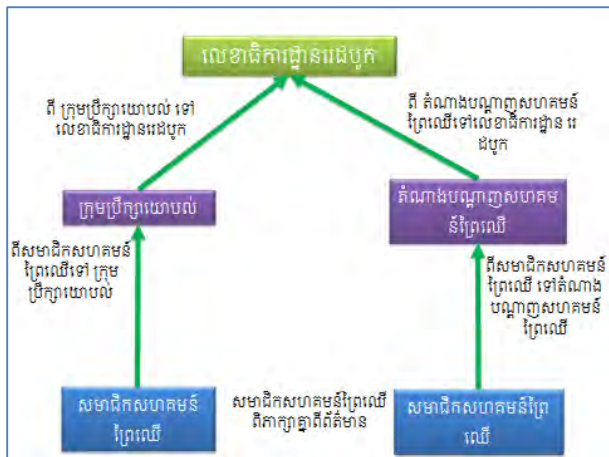 លេខាធិការដ្ឋានរេដបូក
ពី ក្រុមប្រឹក្សាយោបល់ ទៅ
លេខាធិការដ្ឋានរេដបូក
ពី តំណាងបណ្តាញសហគមន៍
ព្រៃឈើទៅលេខាធិការដ្ឋាន រេ
ដបូក
ក្រុមប្រឹក្សាយោបល់
តំណាងបណ្តាញសហគម
ន៍ព្រៃឈើ
ពីសមាជិកសហគមន៍
ព្រៃឈើទៅ ក្រុម
ប្រឹក្សាយោបល់
ពីសមាជិកសហគមន៍
ព្រៃឈើ ទៅតំណាង
បណ្តាញសហគមន៍
ព្រៃឈើ
សមាជិកសហគមន៍
ព្រៃឈើ
សមាជិកសហគមន៍ព្រៃឈើ
ពិភាក្សាគ្នាពីព័ត៌មាន
សមាជិកសហគមន៍ព្រៃ
ឈើ